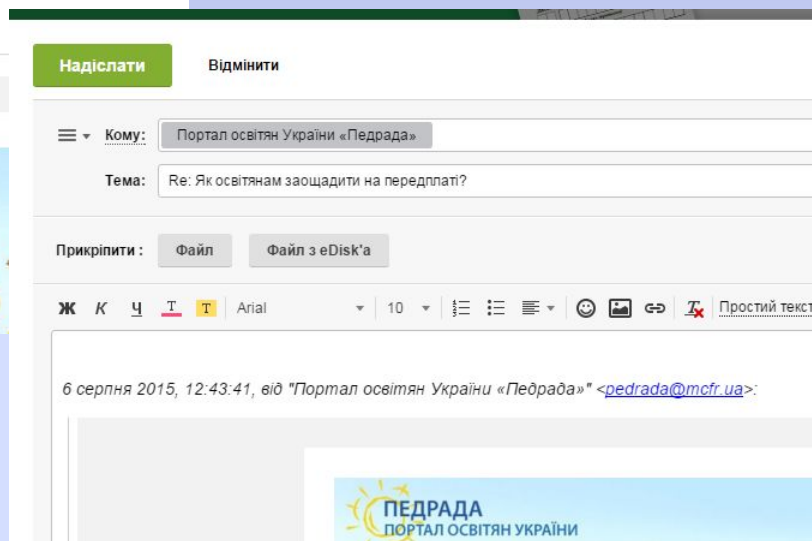 Надіслати Відмінити
Кому: Портал освітян України «Педрада»
Тема: Re: Як освітянам заощадити на передплаті?
Прикріпити : Файл Файл з eDisk'а
Ж К Ч T T Arial 10 Простий текст
6 серпня 2015, 12:43:41, від "Портал освітян України «Педрада»" <pedrada@mcfr.ua>:
ПЕДРАДА
ПОРТАЛ ОСВІТЯН УКРАЇНИ